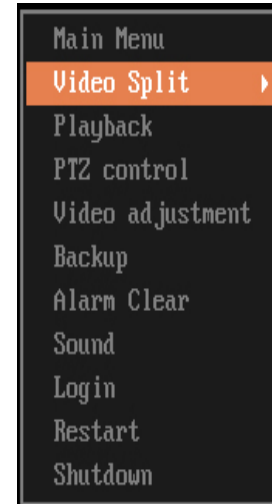 Main Menu
Video Split
Playback
PTZ control
Video adjustment
Backup
Alarm Clear
Sound
Login
Restart
Shutdown